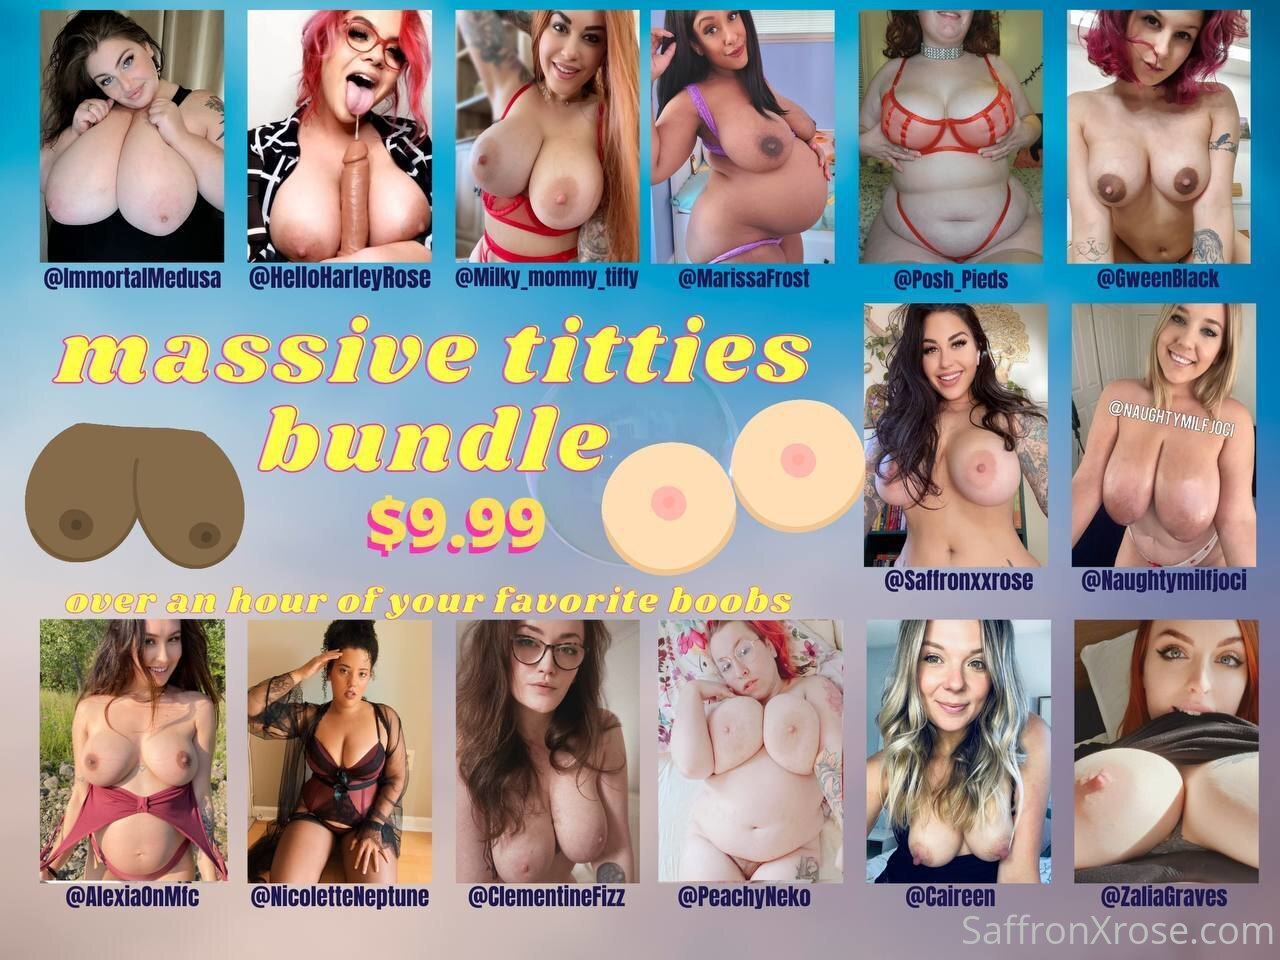 @ImmortalMedusa
@HelloHarleyRose
@Milky_mommy_tiffy
@MarissaFrost
@Posh_Pieds
@GweenBlack
massive titties
bundle
$9.99
over an hour of your favorite boobs
@NAUGHTYMILFJOCI
@Saffronxxrose
@Naughtymilfjoci
@AlexiaOnMfc
@NicoletteNeptune
@ClementineFizz
@PeachyNeko
@Caireen
@ZaliaGraves
SaffronXrose.com